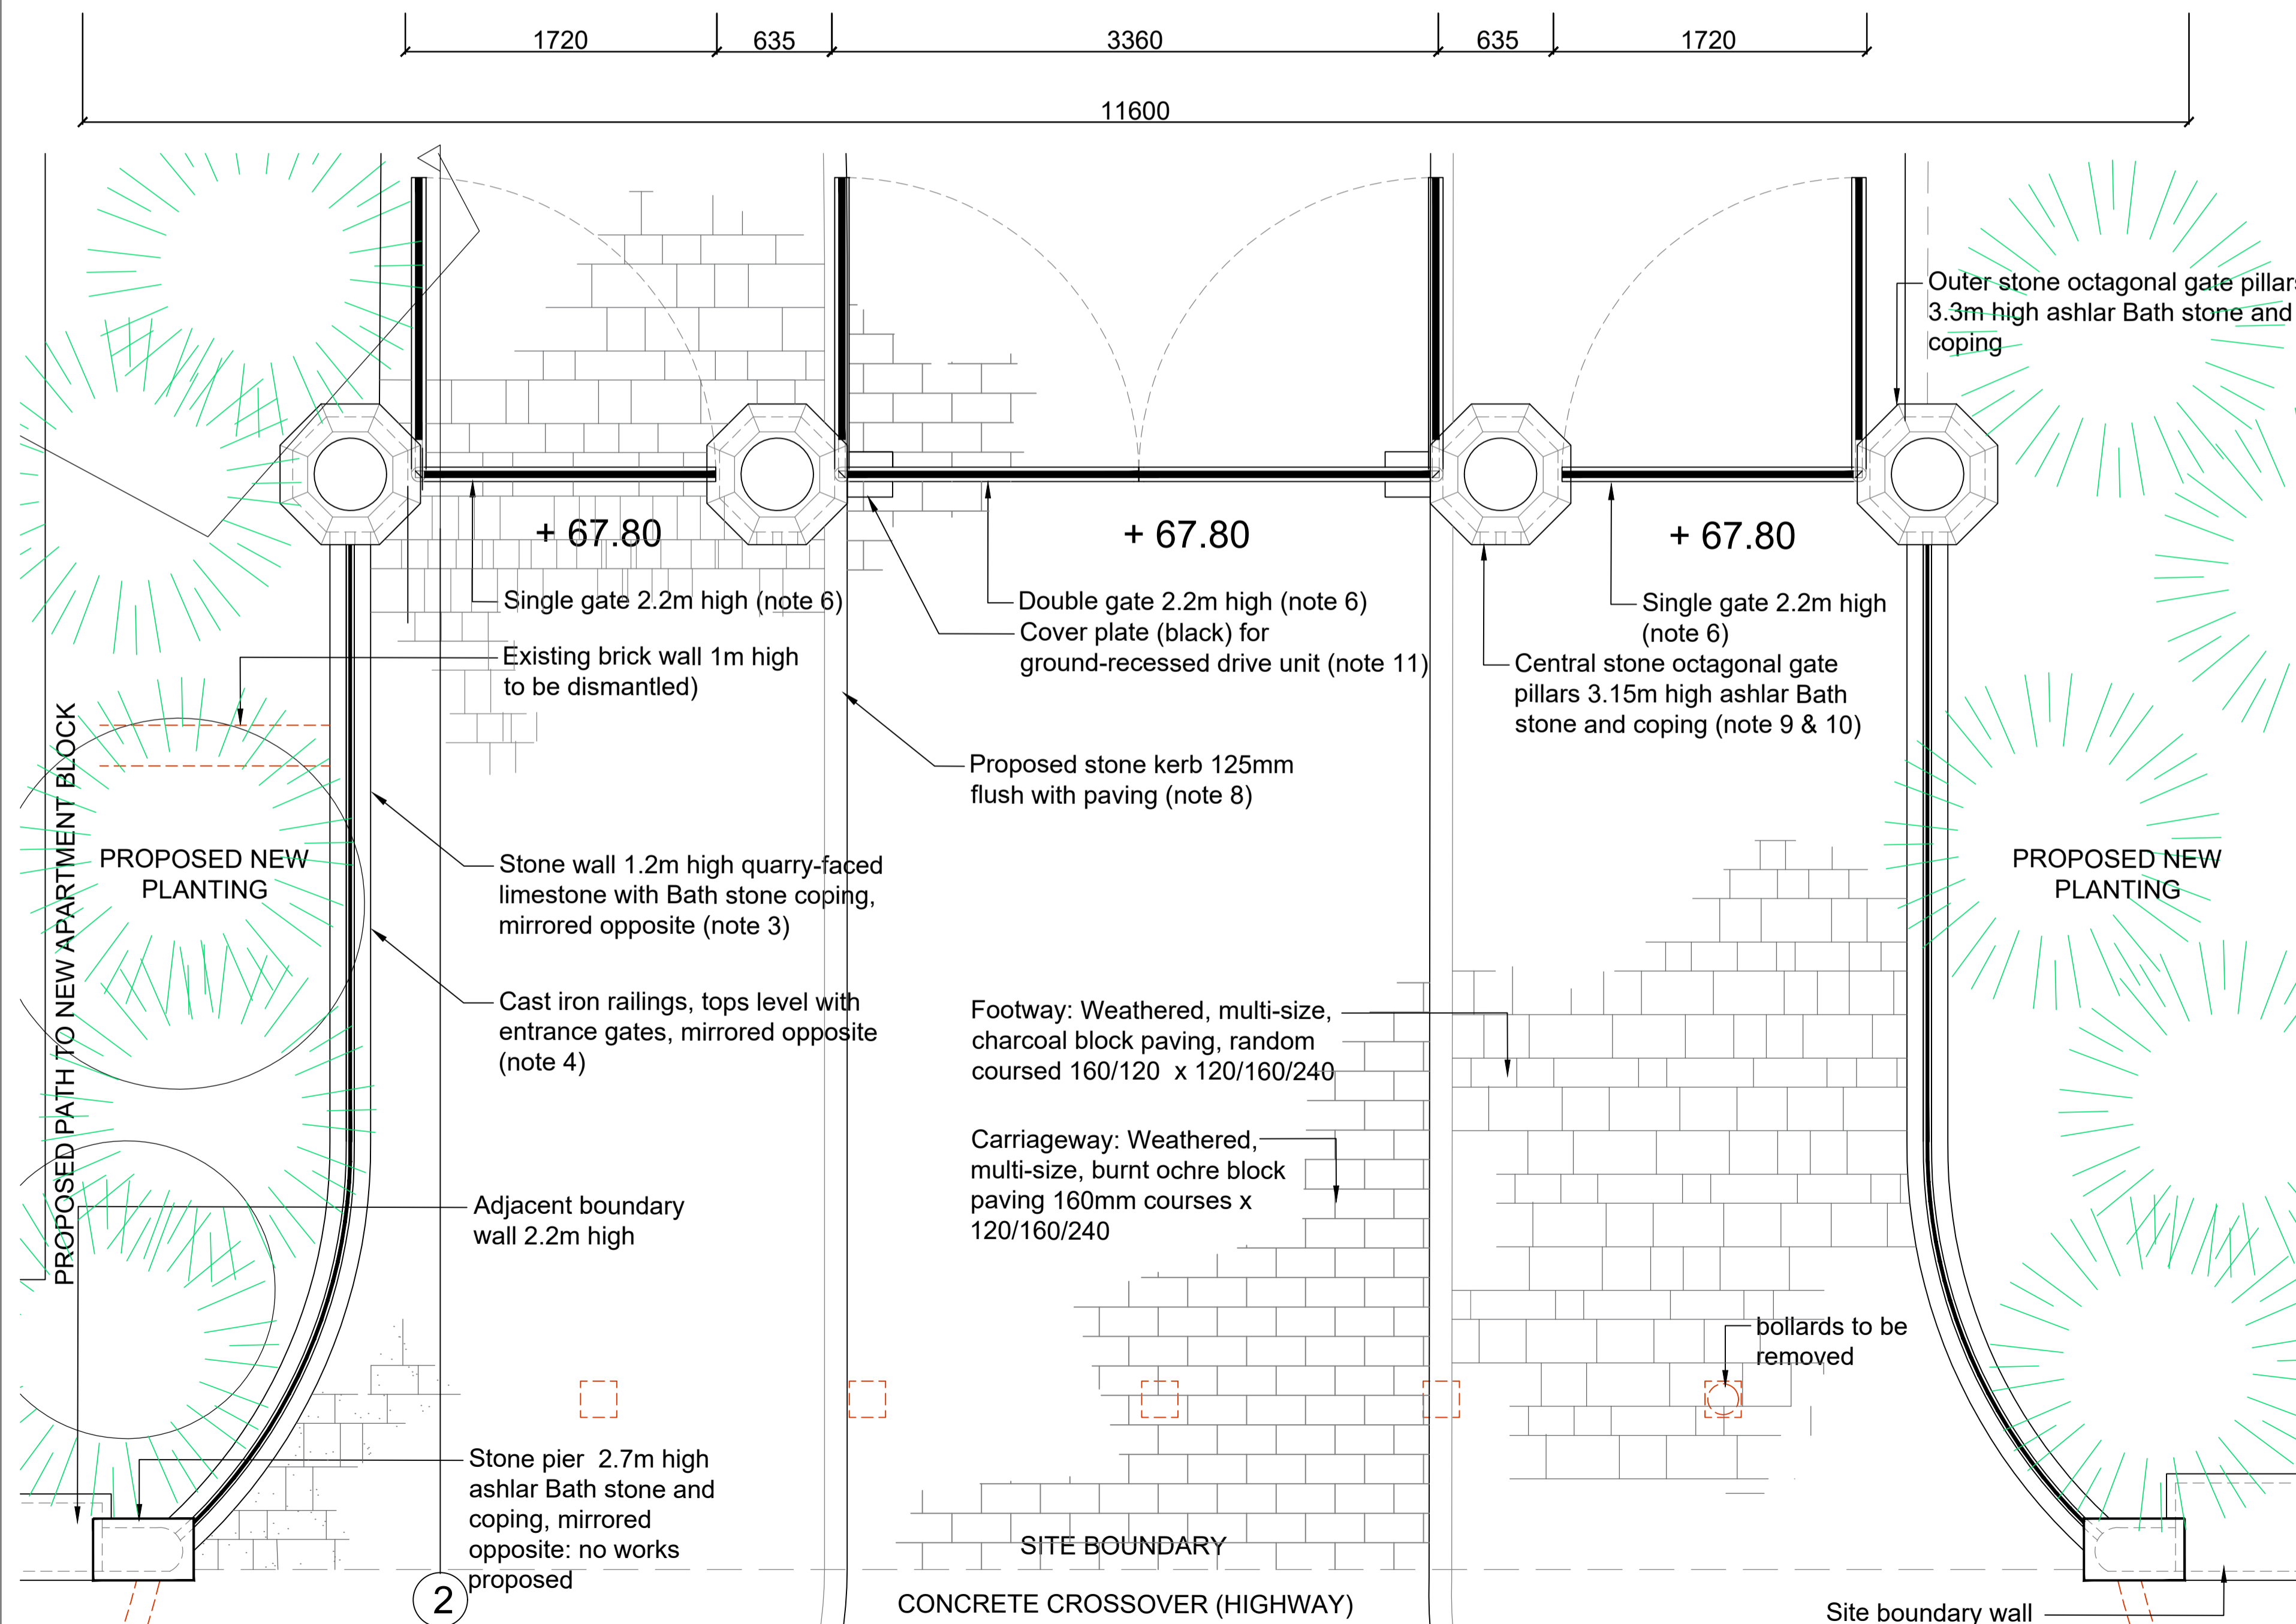 1720
635
3360
635
1720
11600
Outer stone octagonal gate pillars
3.3m high ashlar Bath stone and
coping
+ 67.80
+ 67.80
+ 67.80
Single gate 2.2m high (note 6)
Existing brick wall 1m high
to be dismantled)
Double gate 2.2m high (note 6)
Cover plate (black) for
ground-recessed drive unit (note 11)
Single gate 2.2m high
(note 6)
Central stone octagonal gate
pillars 3.15m high ashlar Bath
stone and coping (note 9 & 10)
Proposed stone kerb 125mm
flush with paving (note 8)
PROPOSED PATH TO NEW APARTMENT BLOCK
PROPOSED NEW
PLANTING
Stone wall 1.2m high quarry-faced
limestone with Bath stone coping,
mirrored opposite (note 3)
PROPOSED NEW
PLANTING
Cast iron railings, tops level with
entrance gates, mirrored opposite
(note 4)
Footway: Weathered, multi-size,
charcoal block paving, random
coursed 160/120 x 120/160/240
Carriageway: Weathered,
multi-size, burnt ochre block
paving 160mm courses x
120/160/240
Adjacent boundary
wall 2.2m high
bollards to be
removed
Stone pier 2.7m high
ashlar Bath stone and
coping, mirrored
opposite: no works
proposed
SITE BOUNDARY
2
CONCRETE CROSSOVER (HIGHWAY)
Site boundary wall